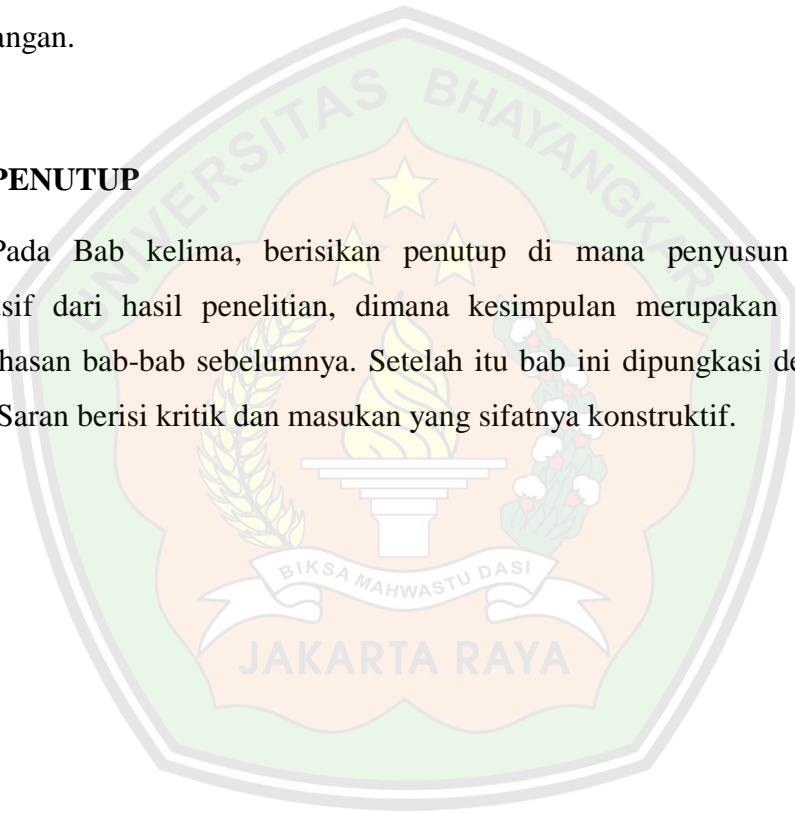 angan.
UNIVERSITAS BHAYANGKARA
PENUTUP
Pada Bab kelima, berisikan penutup di mana penyusun
sif dari hasil penelitian, dimana kesimpulan merupakan
hasan bab-bab sebelumnya. Setelah itu bab ini dipungkasi de
Saran berisi kritik dan masukan yang sifatnya konstruktif.
BIKSA MAHWASTU DASI
JAKARTA RAYA